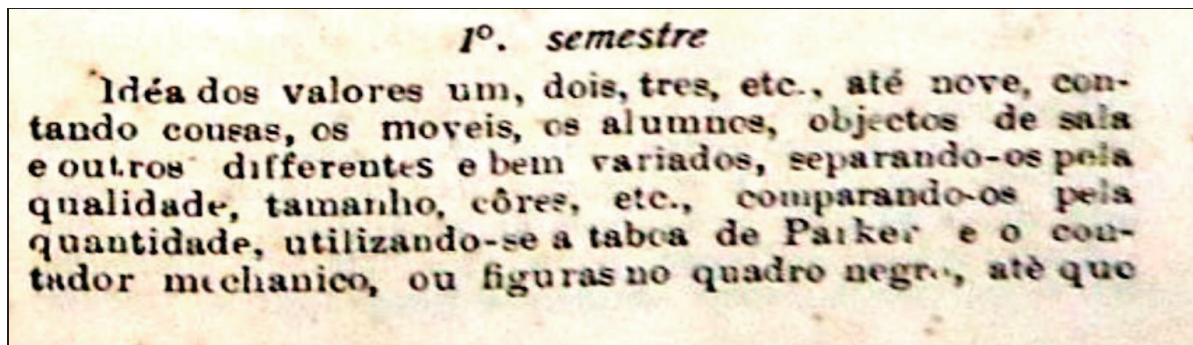 1º. semestre
Idéa dos valores um, dois, tres, etc., até nove, con-
tando cousas, os moveis, os alumnos, objectos de sala
e outros differentes e bem variados, separando-os pela
qualidade, tamanho, côres, etc., comparando-os pela
quantidade, utilizando-se a taboa de Parker e o con-
tador mechanico, ou figuras no quadro negro, atè que